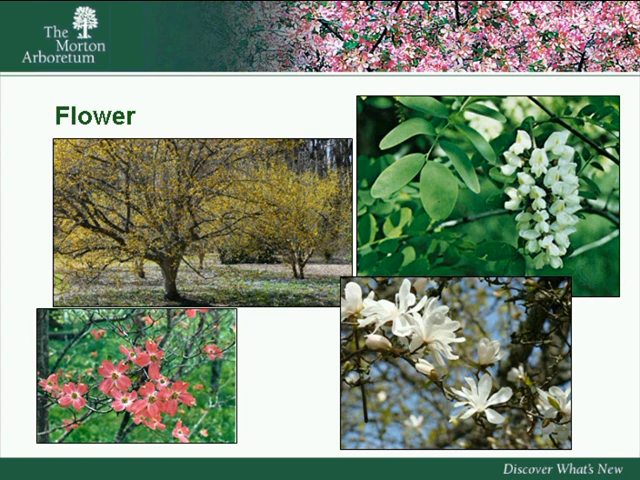 The
Morton
Arboretum
Flower
Discover What's New